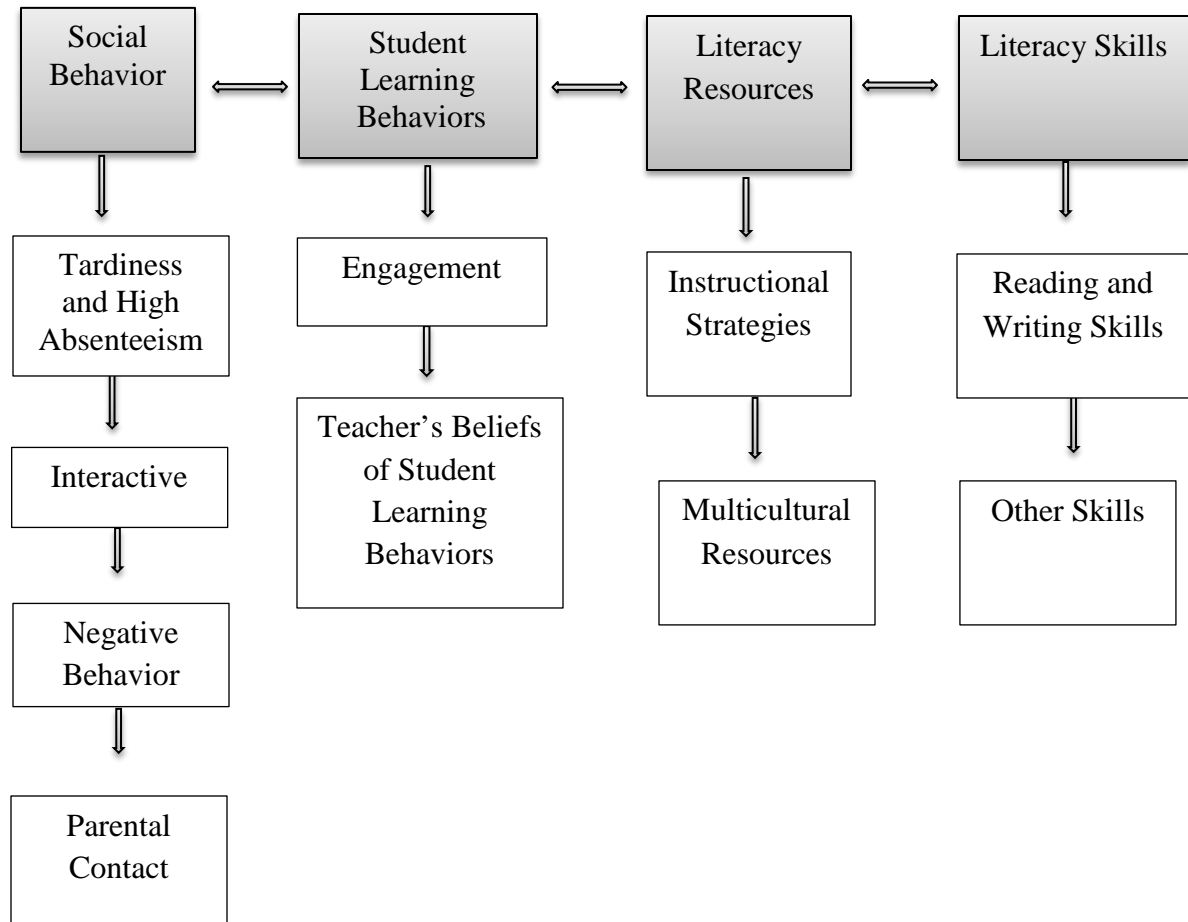 Social
Behavior
Student
Learning
Behaviors
Literacy
Resources
Literacy Skills
Tardiness
and High
Absenteeism
Interactive
Negative
Behavior
Parental
Contact
Engagement
Teacher’s Beliefs
of Student
Learning
Behaviors
Instructional
Strategies
Multicultural
Resources
Reading and
Writing Skills
Other Skills